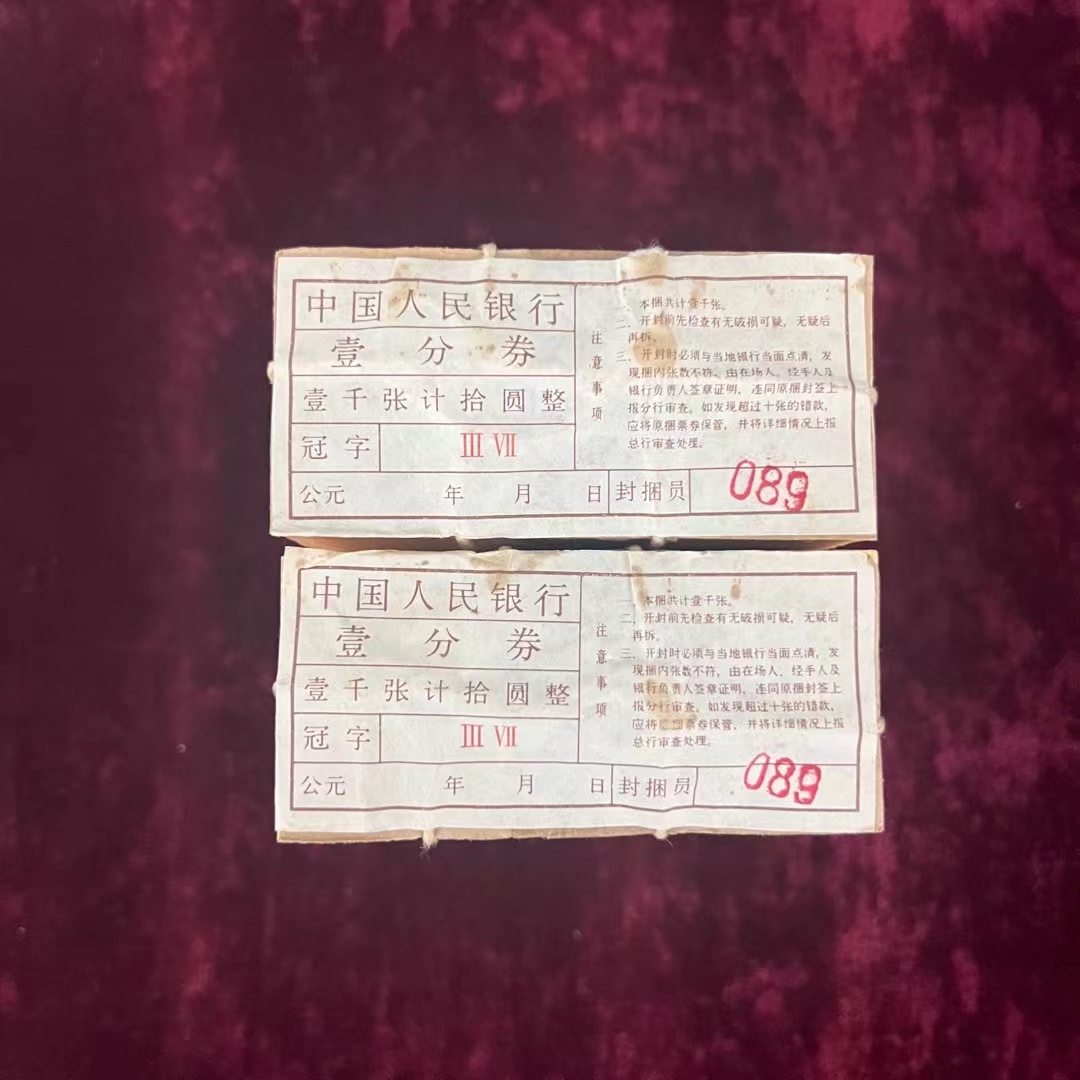 中国人民银行
壹分券
壹千张计拾圆整
冠字 Ⅲ Ⅶ
公元 年 月 日 封捆员 089
注意事项
一、本捆共计壹千张。
二、开封前先检查有无破损可疑，无疑后
再拆。
三、开封时必须与当地银行当面点清，发
现捆内张数不符，由在场人、经手人及
银行负责人签章证明，连同原捆封签上
报分行审查。如发现超过十张的错款，
应将原捆票券保管，并将详细情况上报
总行审查处理。
中国人民银行
壹分券
壹千张计拾圆整
冠字 Ⅲ Ⅶ
公元 年 月 日 封捆员 089
注意事项
一、本捆共计壹千张。
二、开封前先检查有无破损可疑，无疑后
再拆。
三、开封时必须与当地银行当面点清，发
现捆内张数不符，由在场人、经手人及
银行负责人签章证明，连同原捆封签上
报分行审查。如发现超过十张的错款，
应将原捆票券保管，并将详细情况上报
总行审查处理。